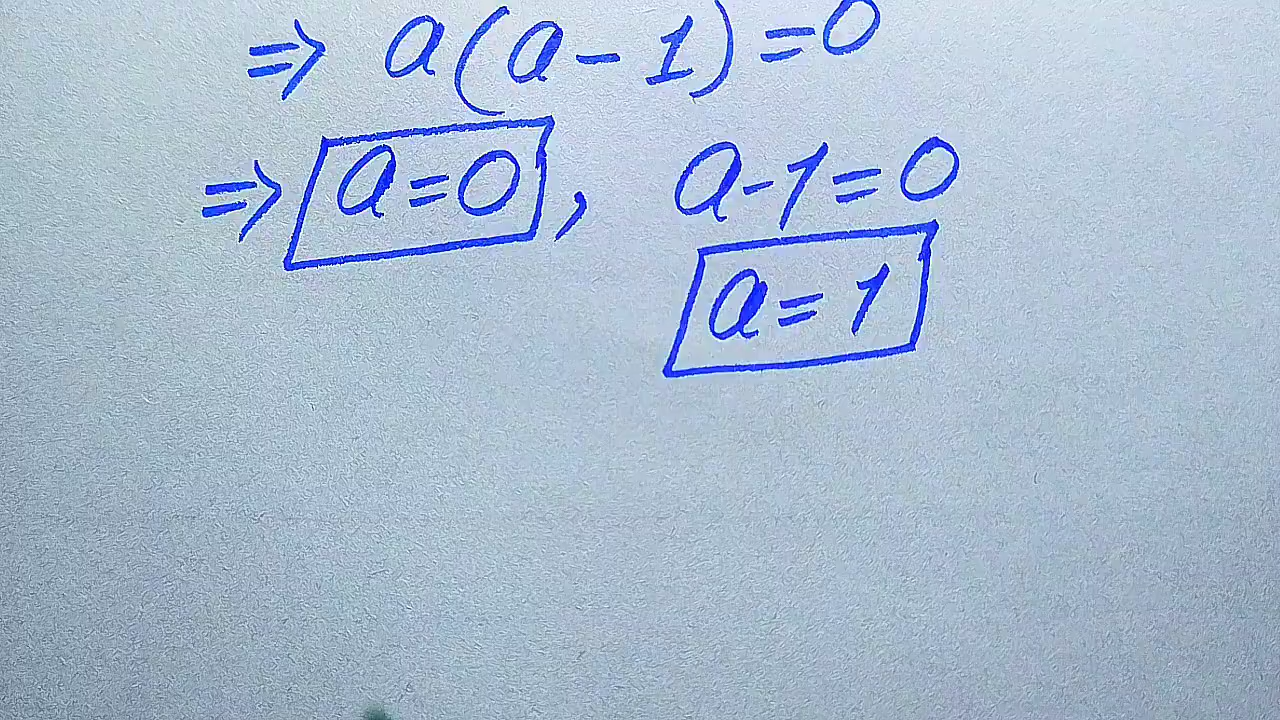 ⇒ a(a-1)=0
⇒ a=0, a-1=0
a=1